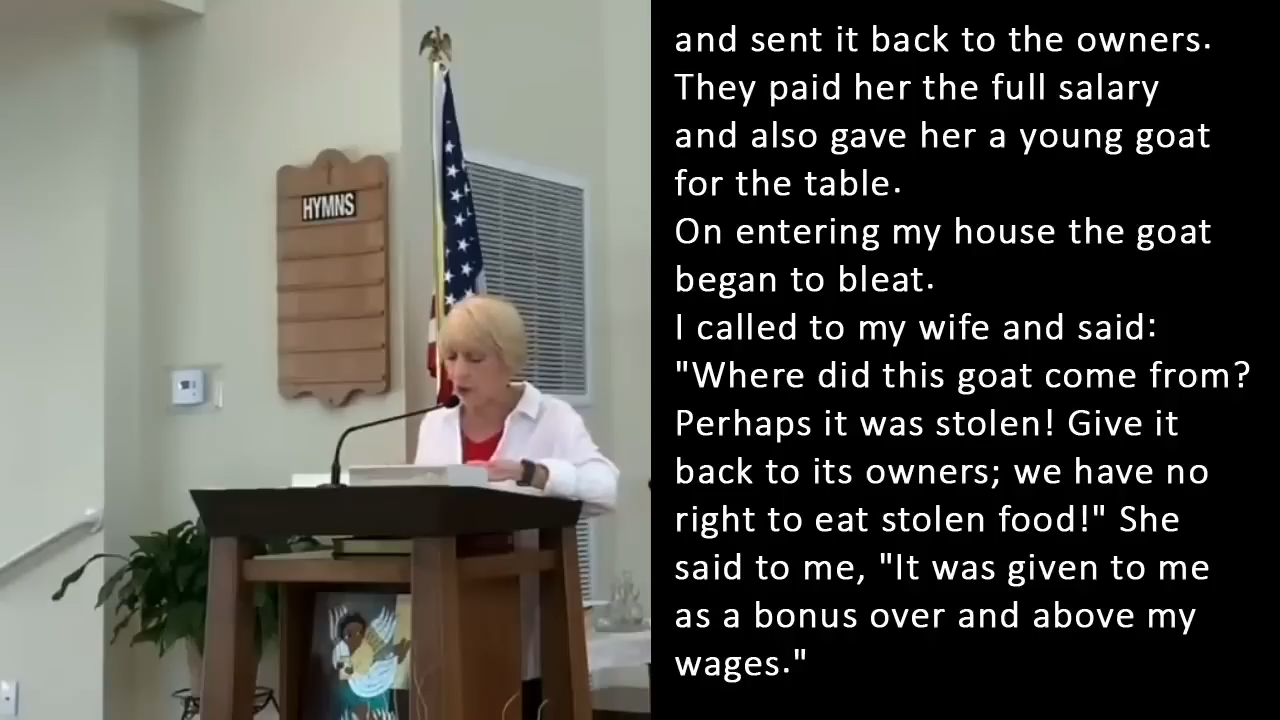 HYMNS
and sent it back to the owners.
They paid her the full salary
and also gave her a young goat
for the table.
On entering my house the goat
began to bleat.
I called to my wife and said:
"Where did this goat come from?
Perhaps it was stolen! Give it
back to its owners; we have no
right to eat stolen food!" She
said to me, "It was given to me
as a bonus over and above my
wages."